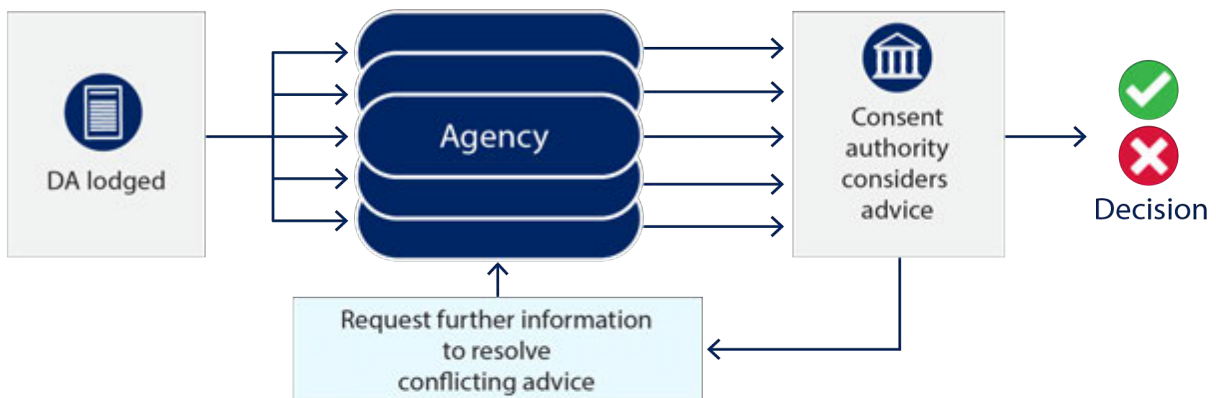 DA lodged
Agency
Consent
authority
considers
advice
Decision
Request further information
to resolve
conflicting advice